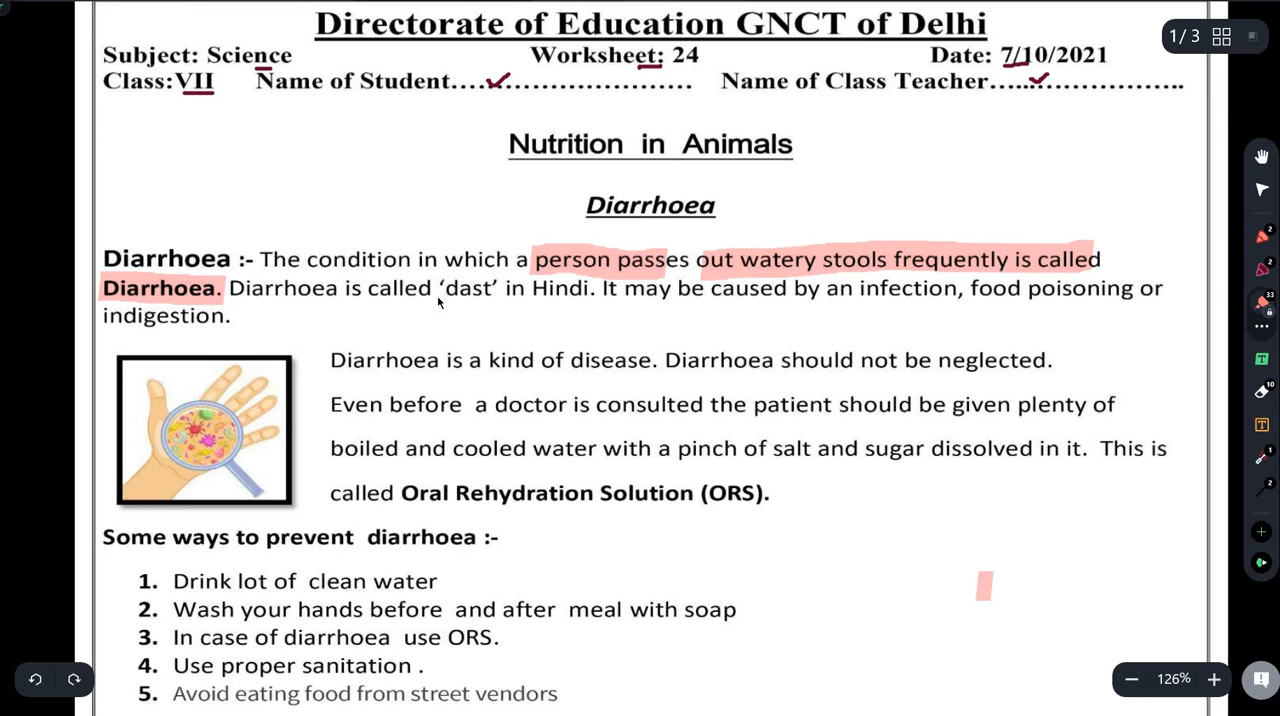 Directorate of Education GNCT of Delhi
1 / 3
Subject: Science Worksheet: 24 Date: 7/10/2021
Class:VII Name of Student.............................. Name of Class Teacher........................
Nutrition in Animals
Diarrhoea
Diarrhoea :- The condition in which a person passes out watery stools frequently is called
Diarrhoea. Diarrhoea is called ‘dast’ in Hindi. It may be caused by an infection, food poisoning or
indigestion.
Diarrhoea is a kind of disease. Diarrhoea should not be neglected.
Even before a doctor is consulted the patient should be given plenty of
boiled and cooled water with a pinch of salt and sugar dissolved in it. This is
called Oral Rehydration Solution (ORS).
Some ways to prevent diarrhoea :-
1. Drink lot of clean water
2. Wash your hands before and after meal with soap
3. In case of diarrhoea use ORS.
4. Use proper sanitation .
5. Avoid eating food from street vendors
2
2
33
T
10
T
1
2
126%